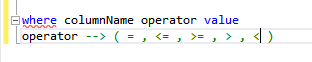 where columnName operator value
operator --> ( = , <= , >= , > , < )